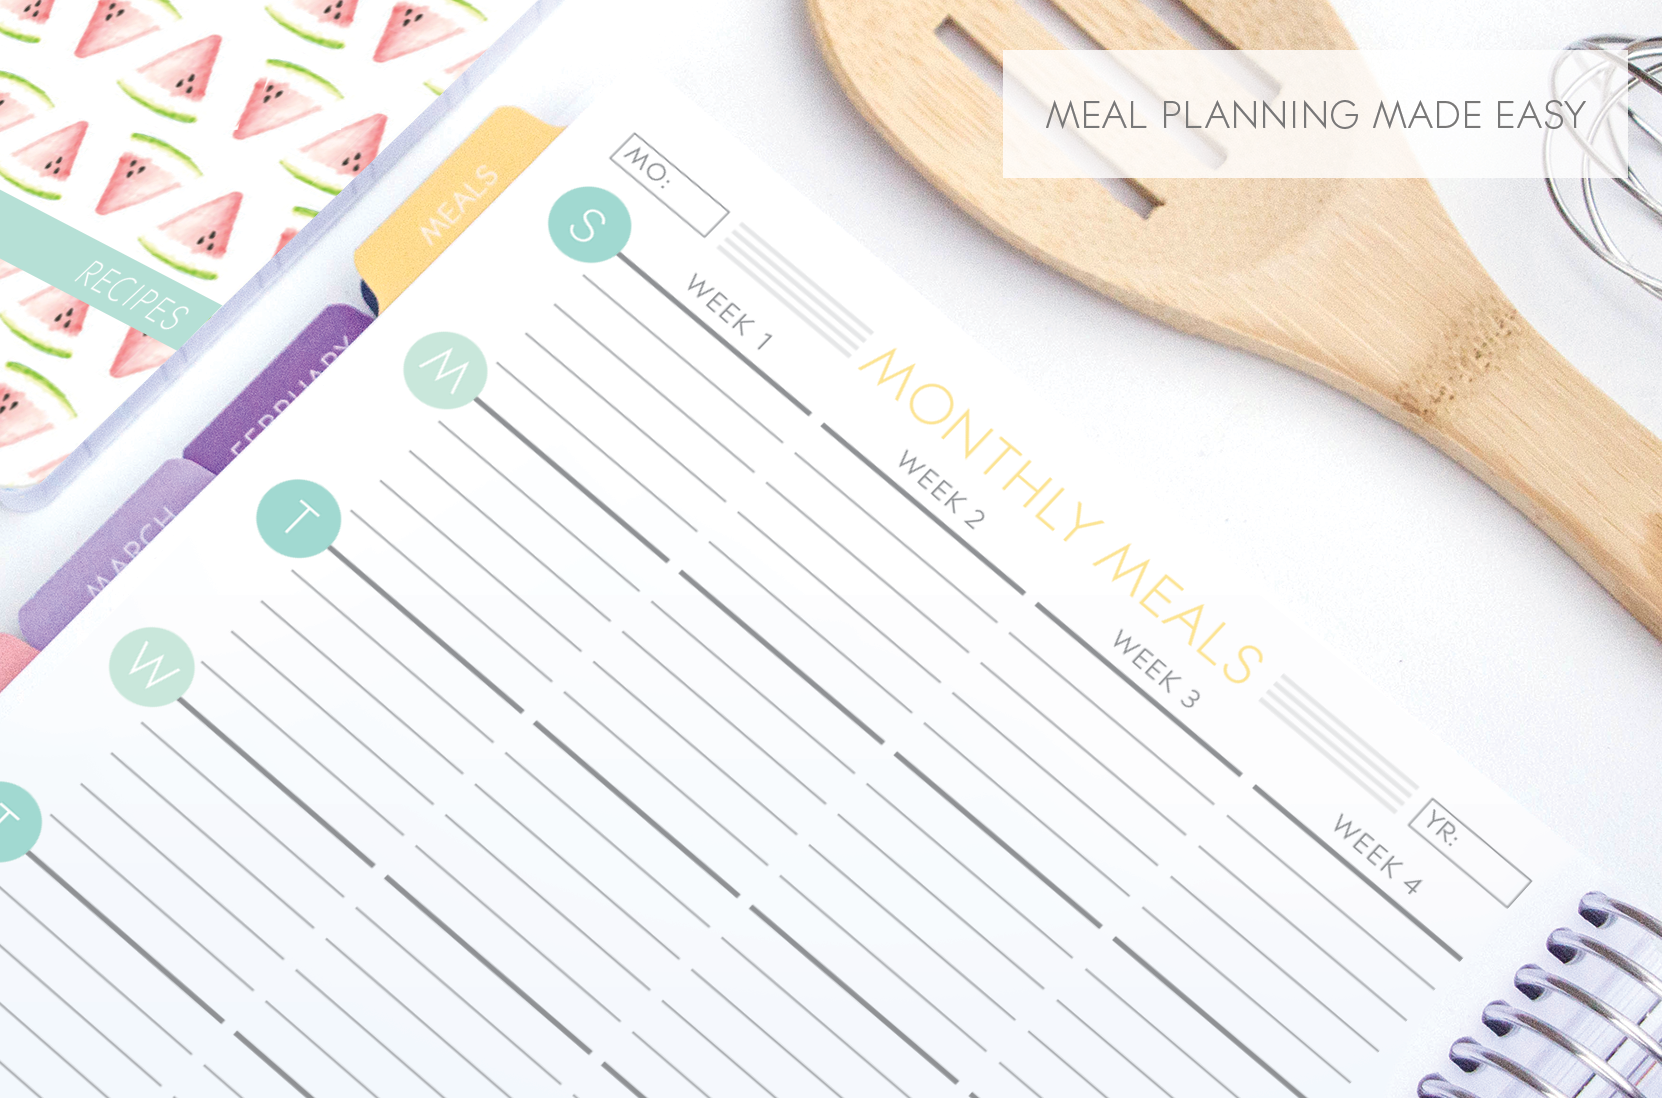 MEAL PLANNING MADE EASY
RECIPES
MEALS
FEBRUARY
MARCH
MO:
MONTHLY MEALS
YR:
WEEK 1
WEEK 2
WEEK 3
WEEK 4
S
M
T
W
T